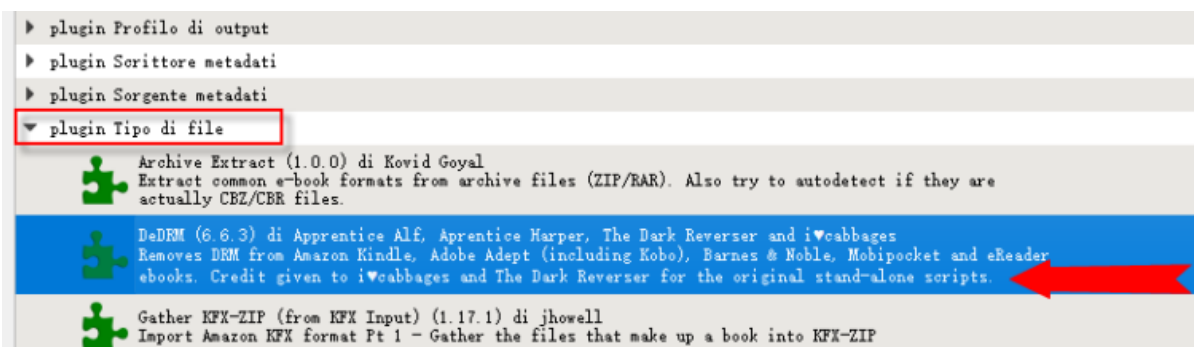 plugin Profilo di output
plugin Scrittore metadati
plugin Sorgente metadati
plugin Tipo di file
Archive Extract (1.0.0) di Kovid Goyal
Extract common e-book formats from archive files (ZIP/RAR). Also try to autodetect if they are
actually CBZ/CBR files.
DeDRM (6.6.3) di Apprentice Alf, Aprentice Harper, The Dark Reverser and i♥cabbages
Removes DRM from Amazon Kindle, Adobe Adept (including Kobo), Barnes & Noble, Mobipocket and eReader
ebooks. Credit given to i♥cabbages and The Dark Reverser for the original stand-alone scripts.
Gather KFX-ZIP (from KFX Input) (1.17.1) di jhowell
Import Amazon KFX format Pt 1 - Gather the files that make up a book into KFX-ZIP